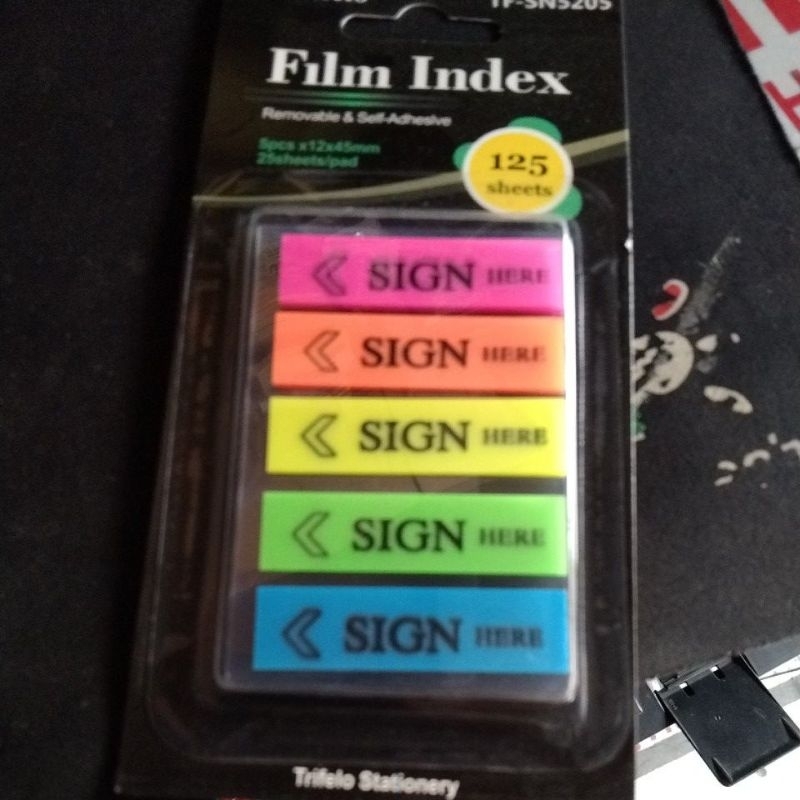 TF-SN5205
Film Index
Removable & Self-Adhesive
5pcs x12x45mm
25sheets/pad
125
sheets
SIGN HERE
SIGN HERE
SIGN HERE
SIGN HERE
SIGN HERE
Trifelo Stationery